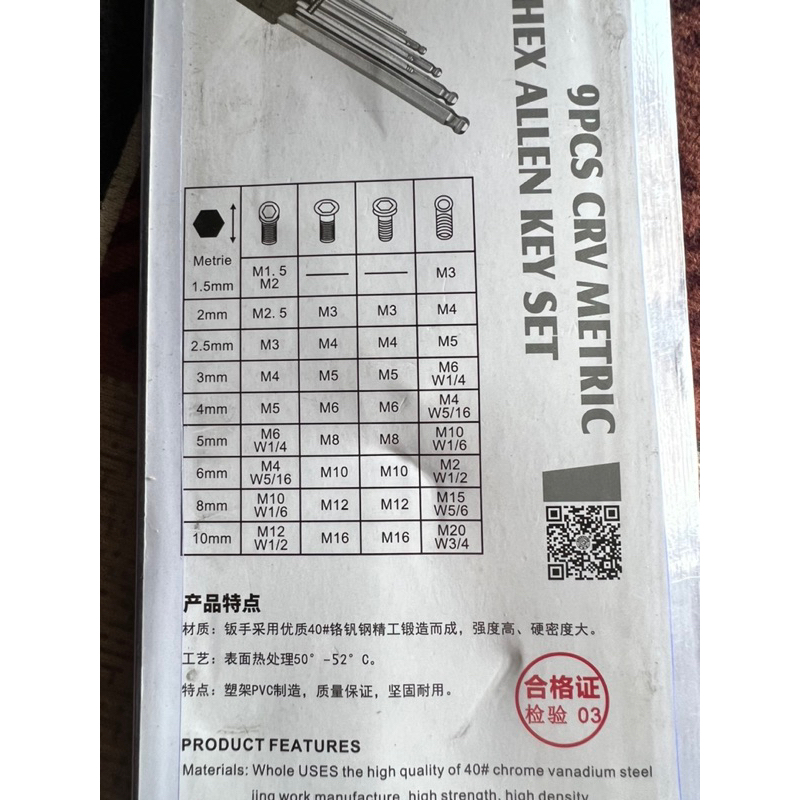 9PCS CRV METRIC
HEX ALLEN KEY SET
Metrie
1.5mm M1.5 M2 —— —— M3
2mm M2.5 M3 M3 M4
2.5mm M3 M4 M4 M5
3mm M4 M5 M5 M6 W1/4
4mm M5 M6 M6 M4 W5/16
5mm M6 W1/4 M8 M8 M10 W1/6
6mm M4 W5/16 M10 M10 M2 W1/2
8mm M10 W1/6 M12 M12 M15 W5/6
10mm M12 W1/2 M16 M16 M20 W3/4
产品特点
材质：钣手采用优质40#铬钒钢精工锻造而成，强度高、硬密度大。
工艺：表面热处理50°-52°C。
特点：塑架PVC制造，质量保证，坚固耐用。
合格证
检验 03
PRODUCT FEATURES
Materials: Whole USES the high quality of 40# chrome vanadium steel
jing work manufacture, high strength, high density